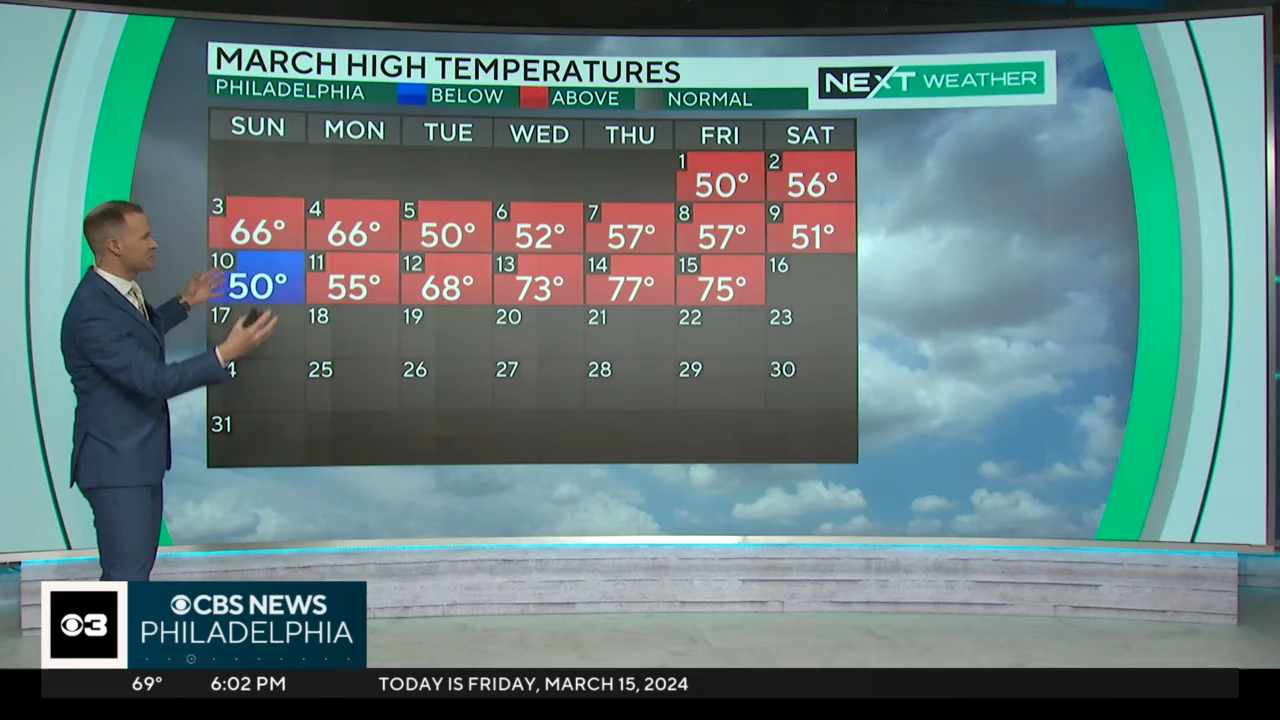 MARCH HIGH TEMPERATURES
PHILADELPHIA BELOW ABOVE NORMAL
NEXT WEATHER
SUN MON TUE WED THU FRI SAT
1 50° 2 56°
3 66° 4 66° 5 50° 6 52° 7 57° 8 57° 9 51°
10 50° 11 55° 12 68° 13 73° 14 77° 15 75° 16
17 18 19 20 21 22 23
4 25 26 27 28 29 30
31
3
CBS NEWS
PHILADELPHIA
69° 6:02 PM TODAY IS FRIDAY, MARCH 15, 2024